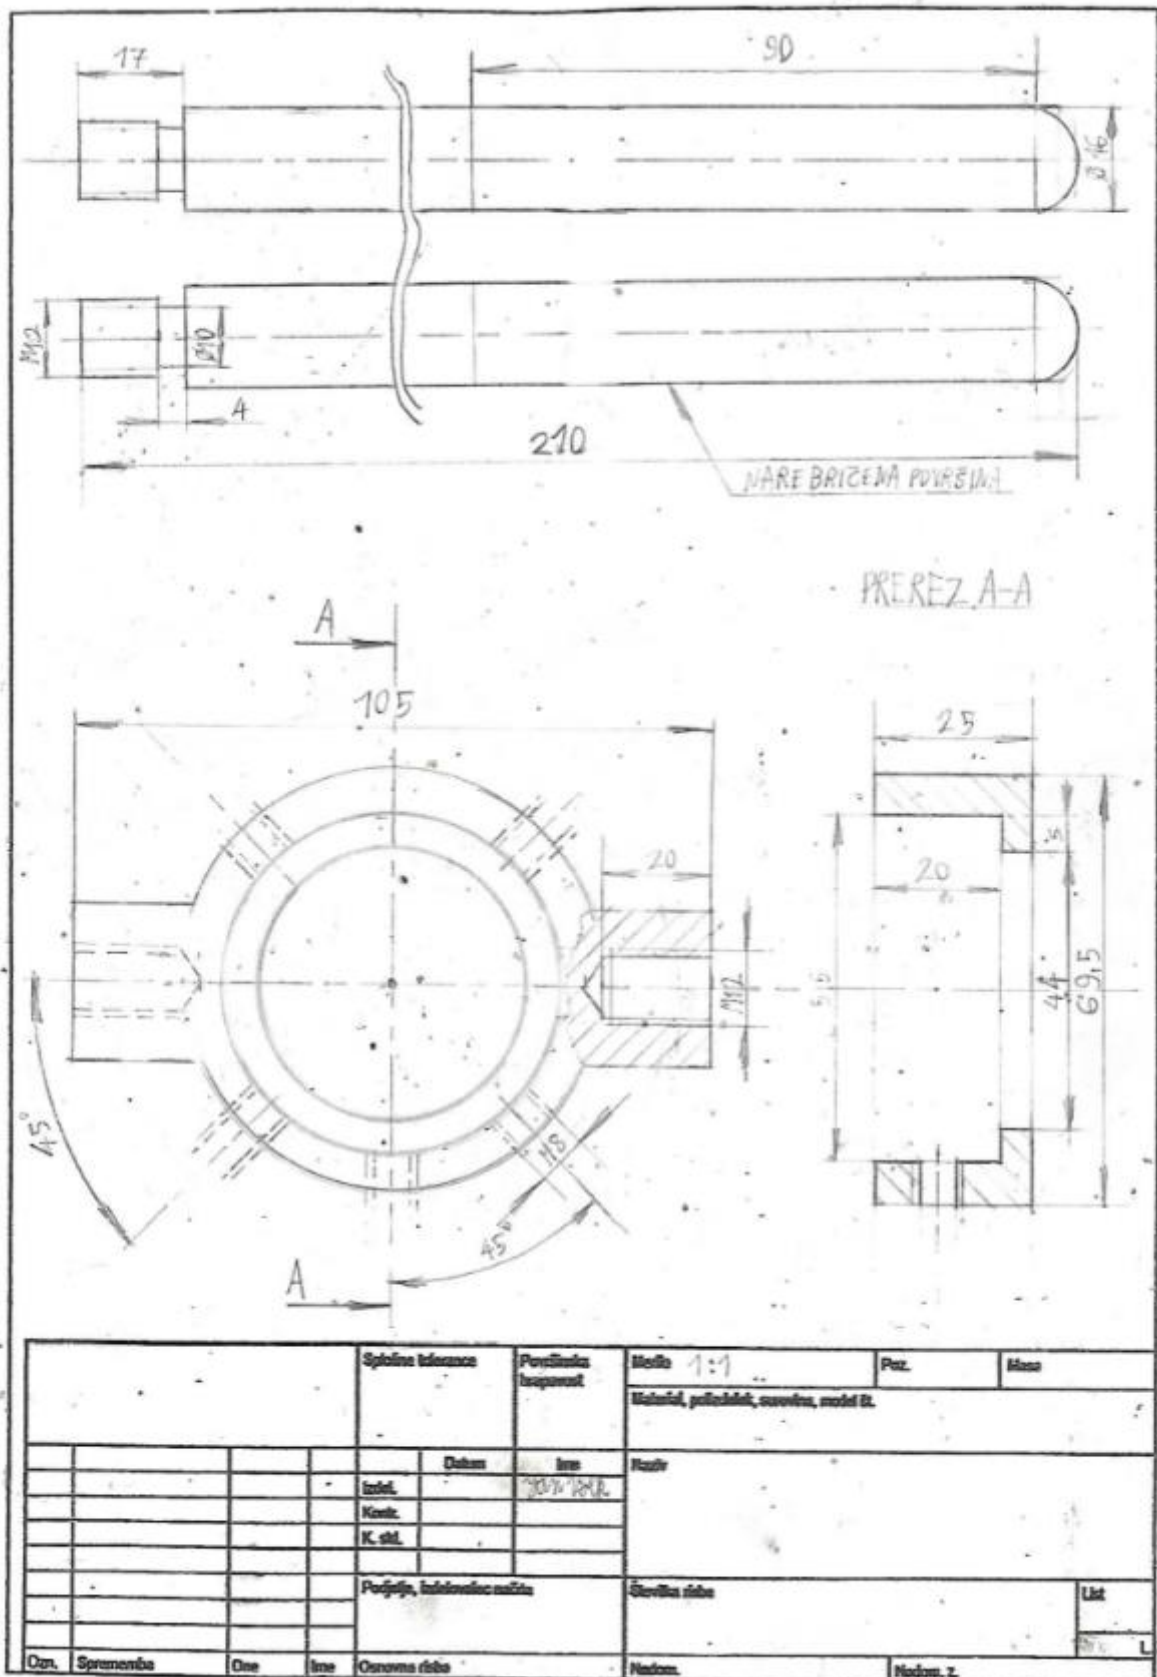 17
90
Ø16
M12
Ø10
4
210
NAREBRIČENA POVRŠINA
PREREZ A-A
A
105
25
5
20
20
M12
44
69,5
45°
M8
45°
A
Splošne tolerance
Površinska hrapavost
Merilo 1:1
Poz.
Masa
Material, polizdelek, surovina, model št.
Datum
Ime
Naziv
Izdel.
Kontr.
K. std.
Podjetje, izdelovalec načrta
Številka risbe
List
L
Ozn.
Sprememba
Dne
Ime
Osnovna risba
Nadom.
Nadom. z.